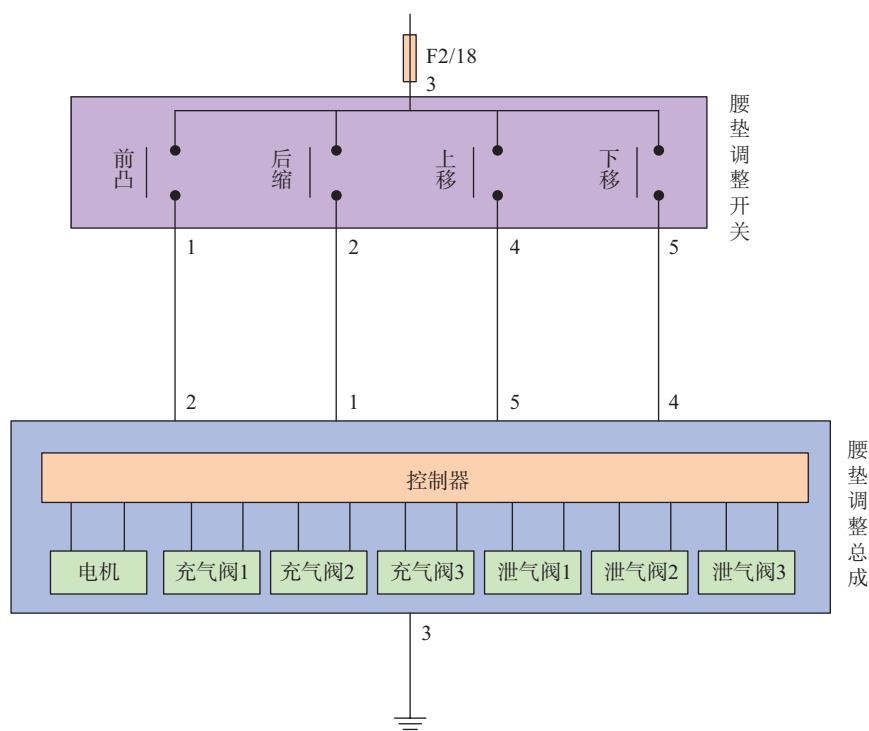 F2/18
3
腰垫调整开关
前凸
后缩
上移
下移
1
2
4
5
2
1
5
4
腰垫调整总成
控制器
电机
充气阀1
充气阀2
充气阀3
泄气阀1
泄气阀2
泄气阀3
3